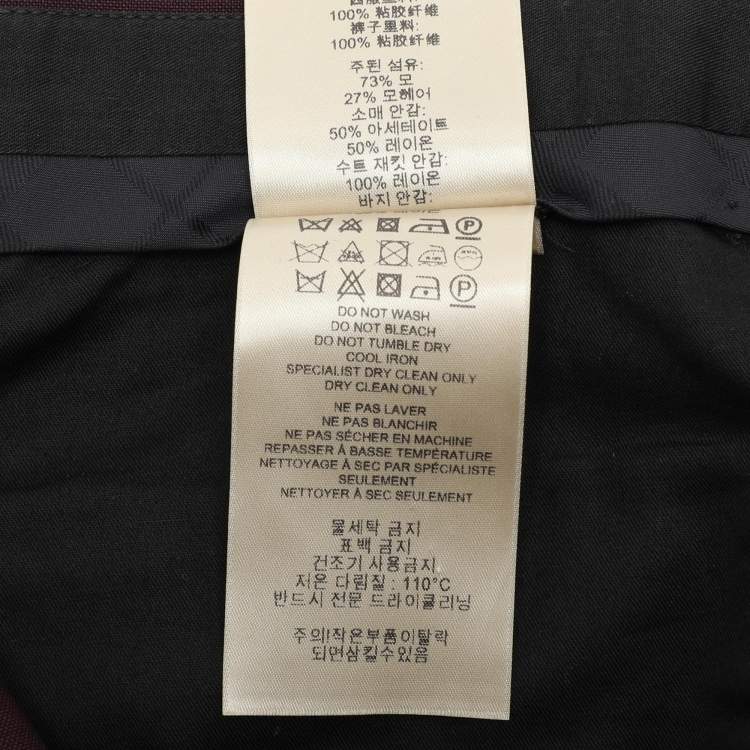 100% 粘胶纤维
裤子里料:
100% 粘胶纤维
주된 섬유:
73% 모
27% 모헤어
소매 안감:
50% 아세테이트
50% 레이온
수트 재킷 안감:
100% 레이온
바지 안감:
DO NOT WASH
DO NOT BLEACH
DO NOT TUMBLE DRY
COOL IRON
SPECIALIST DRY CLEAN ONLY
DRY CLEAN ONLY
NE PAS LAVER
NE PAS BLANCHIR
NE PAS SÉCHER EN MACHINE
REPASSER À BASSE TEMPÉRATURE
NETTOYAGE À SEC PAR SPÉCIALISTE
SEULEMENT
NETTOYER À SEC SEULEMENT
물세탁 금지
표백 금지
건조기 사용금지
저온 다림질 : 110°C
반드시 전문 드라이클리닝
주의!작은부품이탈락
되면삼킬수있음